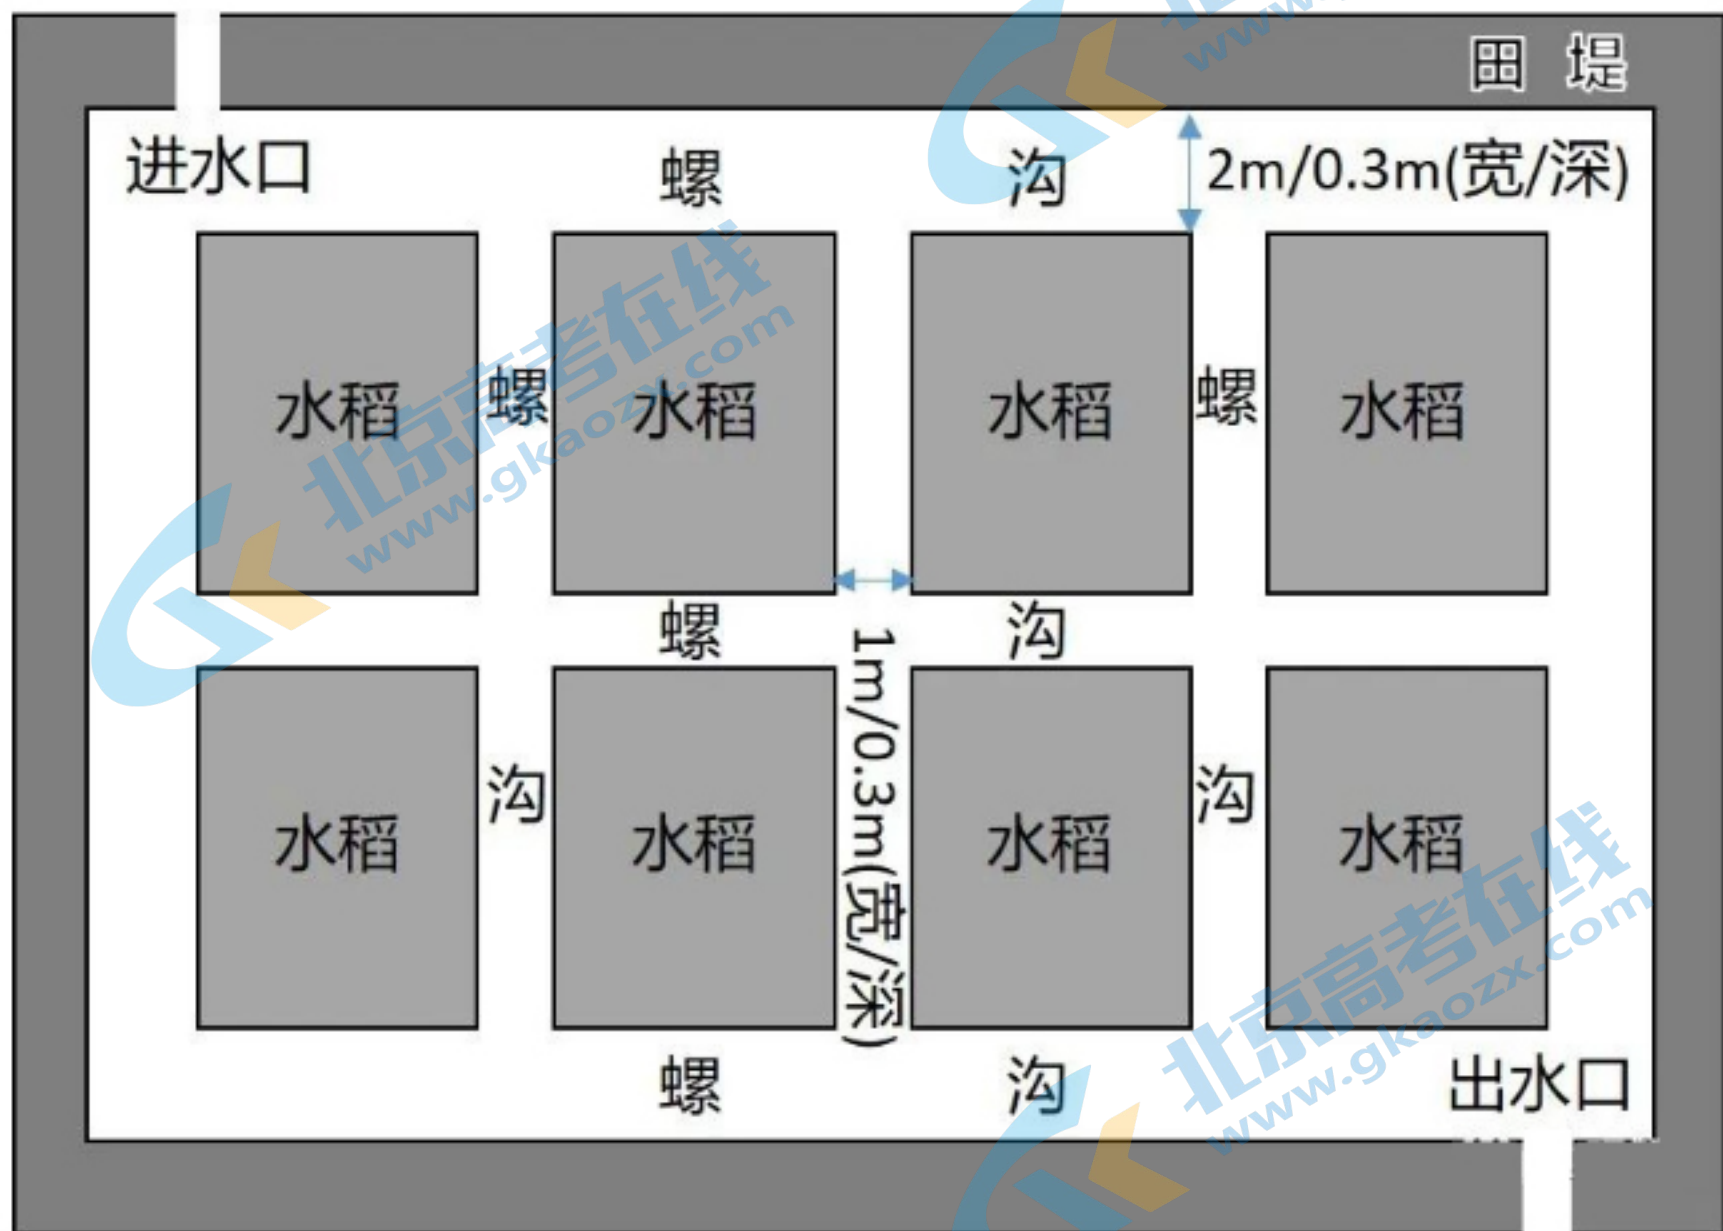 田 堤
进水口
螺 沟
2m/0.3m(宽/深)
水稻
螺
水稻
水稻
螺
水稻
螺 沟
1m/0.3m(宽/深)
水稻
沟
水稻
水稻
沟
水稻
螺 沟
出水口
北京高考在线
www.gkaozx.com
北京高考在线
www.gkaozx.com